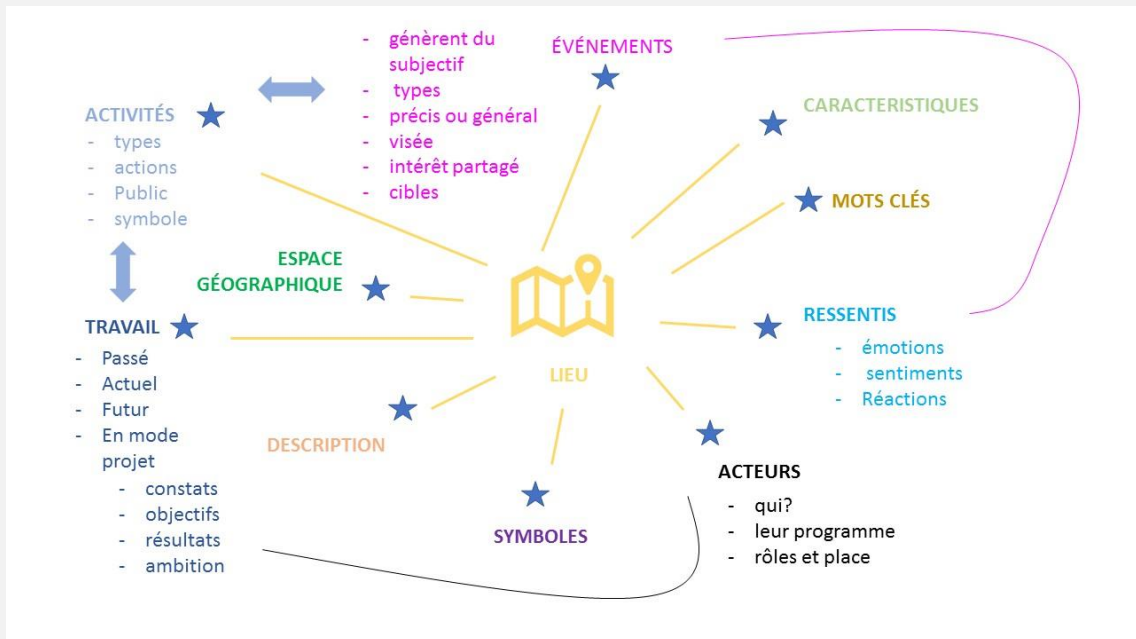 - génèrent du
subjectif
- types
- précis ou général
- visée
- intérêt partagé
- cibles
ÉVÉNEMENTS
CARACTERISTIQUES
MOTS CLÉS
ACTIVITÉS
- types
- actions
- Public
- symbole
ESPACE
GÉOGRAPHIQUE
TRAVAIL
- Passé
- Actuel
- Futur
- En mode
projet
- constats
- objectifs
- résultats
- ambition
LIEU
RESSENTIS
- émotions
- sentiments
- Réactions
DESCRIPTION
SYMBOLES
ACTEURS
- qui?
- leur programme
- rôles et place